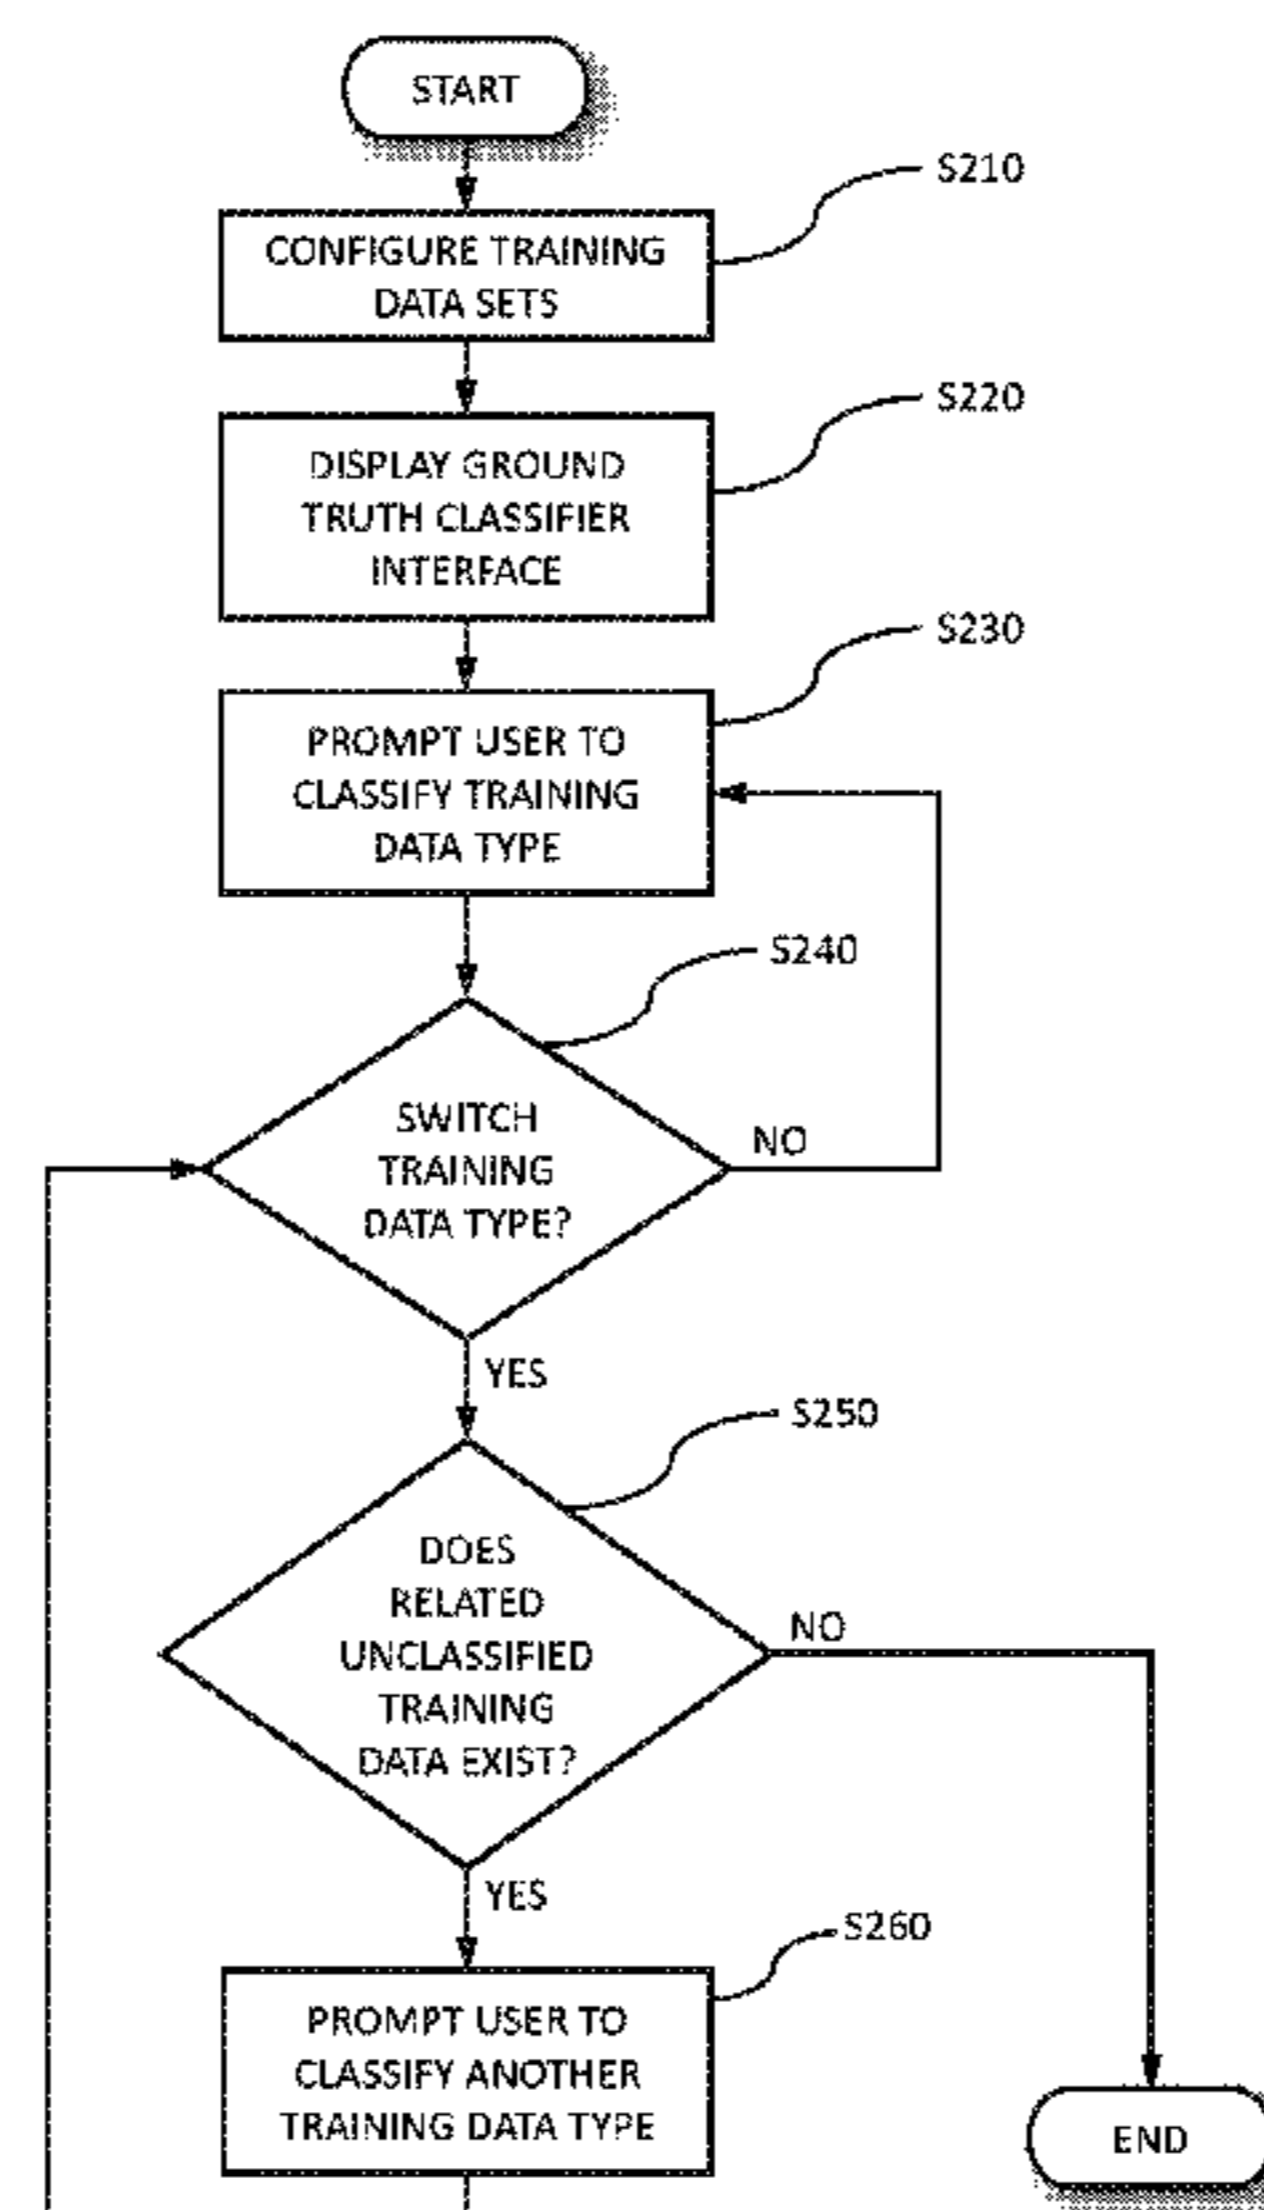 START
S210
CONFIGURE TRAINING
DATA SETS
S220
DISPLAY GROUND
TRUTH CLASSIFIER
INTERFACE
S230
PROMPT USER TO
CLASSIFY TRAINING
DATA TYPE
S240
SWITCH
TRAINING
DATA TYPE?
NO
YES
S250
DOES
RELATED
UNCLASSIFIED
TRAINING
DATA EXIST?
NO
YES
S260
PROMPT USER TO
CLASSIFY ANOTHER
TRAINING DATA TYPE
END